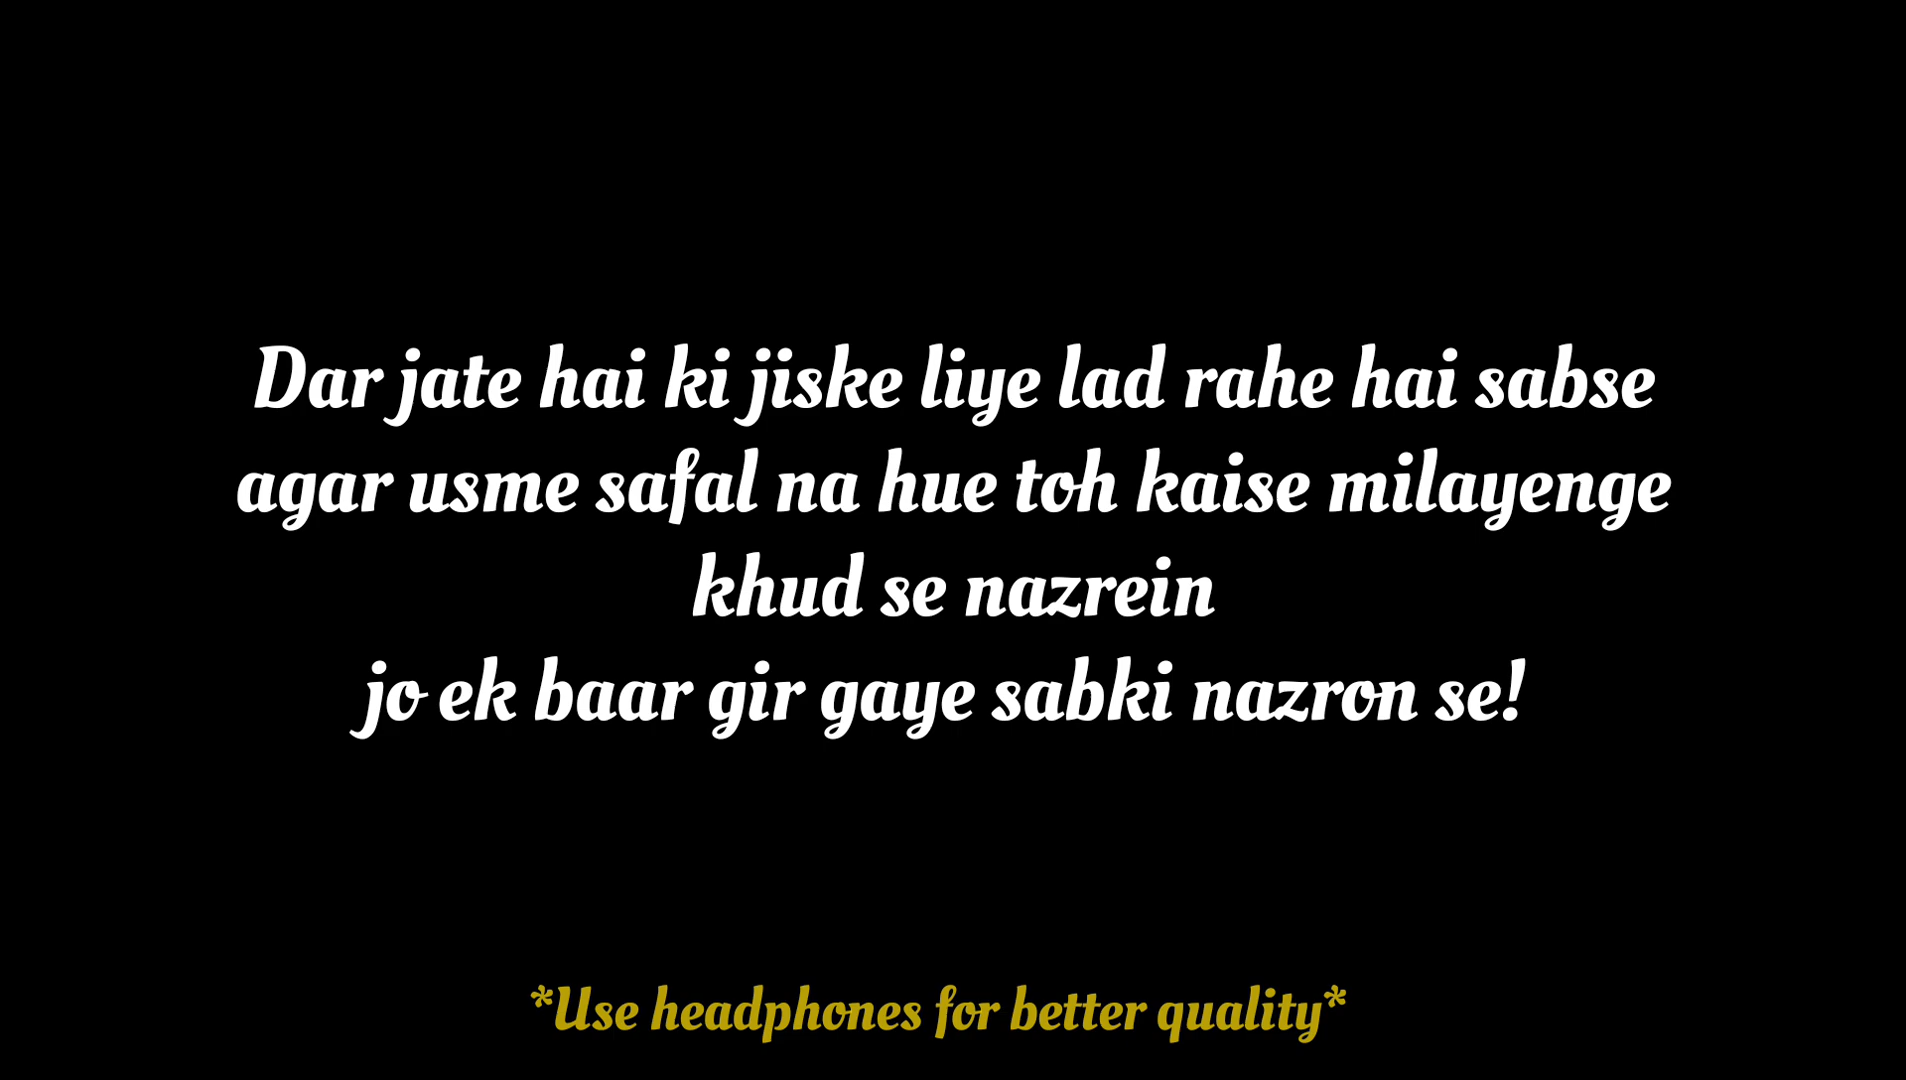 Dar jate hai ki jiske liye lad rahe hai sabse
agar usme safal na hue toh kaise milayenge
khud se nazrein
jo ek baar gir gaye sabki nazron se!
*Use headphones for better quality*